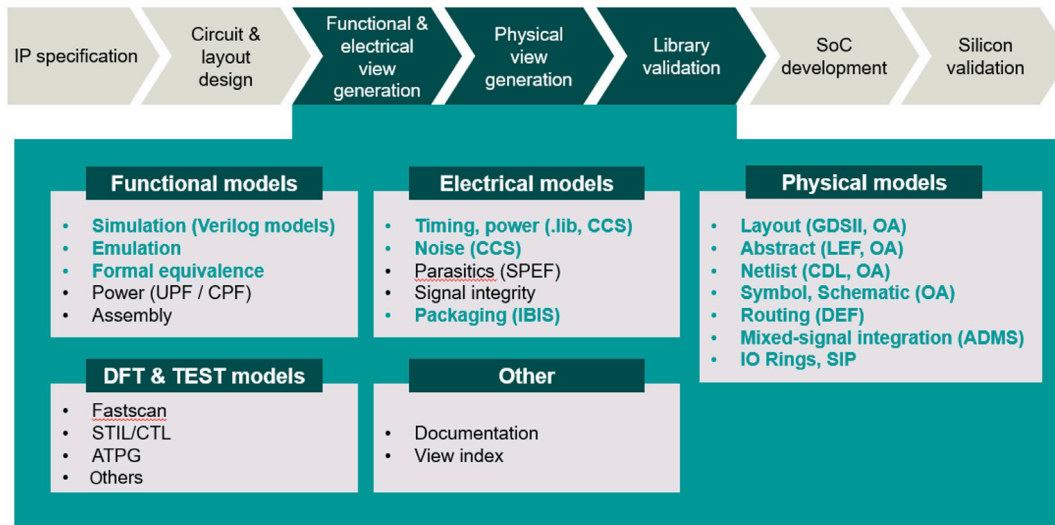 IP specification
Circuit &
layout
design
Functional &
electrical
view
generation
Physical
view
generation
Library
validation
SoC
development
Silicon
validation
Functional models
• Simulation (Verilog models)
• Emulation
• Formal equivalence
• Power (UPF / CPF)
• Assembly
Electrical models
• Timing, power (.lib, CCS)
• Noise (CCS)
• Parasitics (SPEF)
• Signal integrity
• Packaging (IBIS)
Physical models
• Layout (GDSII, OA)
• Abstract (LEF, OA)
• Netlist (CDL, OA)
• Symbol, Schematic (OA)
• Routing (DEF)
• Mixed-signal integration (ADMS)
• IO Rings, SIP
DFT & TEST models
• Fastscan
• STIL/CTL
• ATPG
• Others
Other
• Documentation
• View index